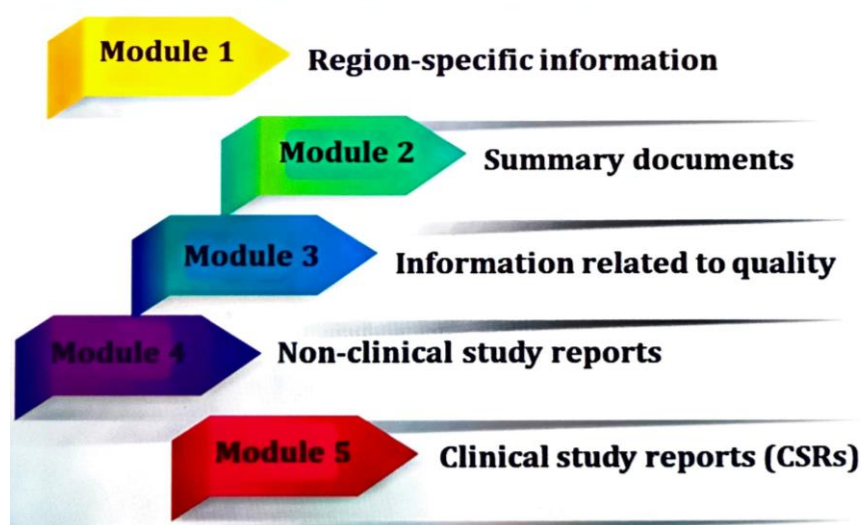 Module 1
Region-specific information
Module 2
Summary documents
Module 3
Information related to quality
Module 4
Non-clinical study reports
Module 5
Clinical study reports (CSRs)